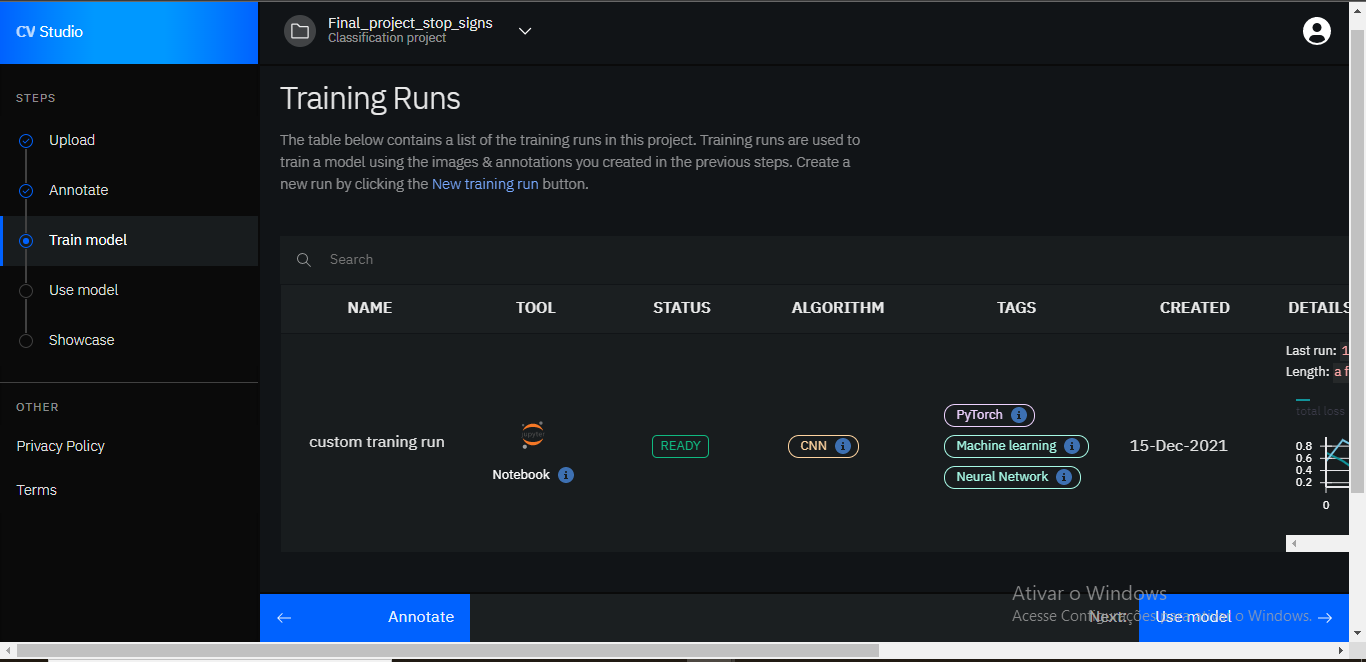 CV Studio
Final_project_stop_signs
Classification project
STEPS
Upload
Annotate
Train model
Use model
Showcase
OTHER
Privacy Policy
Terms
Training Runs
The table below contains a list of the training runs in this project. Training runs are used to
train a model using the images & annotations you created in the previous steps. Create a
new run by clicking the New training run button.
Search
NAME TOOL STATUS ALGORITHM TAGS CREATED DETAILS
custom traning run
jupyter
Notebook
READY
CNN
PyTorch
Machine learning
Neural Network
15-Dec-2021
Last run: 1
Length: a f
total loss
0.8
0.6
0.4
0.2
0
Annotate
Next: Use model
Ativar o Windows
Acesse Configurações para ativar o Windows.